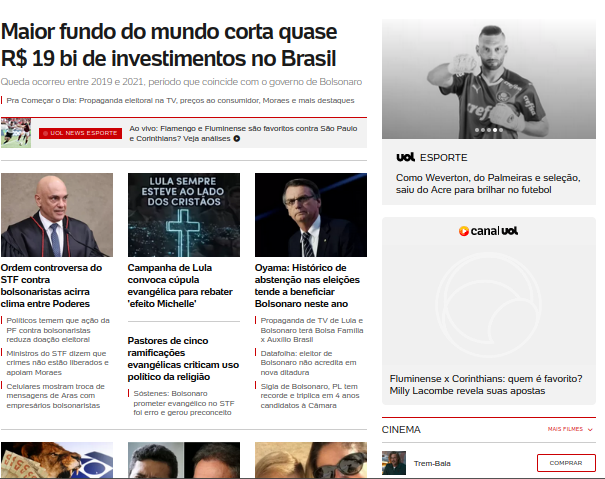 Maior fundo do mundo corta quase
R$ 19 bi de investimentos no Brasil
Queda ocorreu entre 2019 e 2021, período que coincide com o governo de Bolsonaro
Pra Começar o Dia: Propaganda eleitoral na TV, preços ao consumidor, Moraes e mais destaques
UOL NEWS ESPORTE
Ao vivo: Flamengo e Fluminense são favoritos contra São Paulo
e Corinthians? Veja análises
Ordem controversa do
STF contra
bolsonaristas acirra
clima entre Poderes
Políticos temem que ação da
PF contra bolsonaristas
reduza doação eleitoral
Ministros do STF dizem que
crimes não estão liberados e
apoiam Moraes
Celulares mostram troca de
mensagens de Aras com
empresários bolsonaristas
LULA SEMPRE
ESTEVE AO LADO
DOS CRISTÃOS
Campanha de Lula
convoca cúpula
evangélica para rebater
'efeito Michelle'
Pastores de cinco
ramificações
evangélicas criticam uso
político da religião
Sóstenes: Bolsonaro
prometer evangélico no STF
foi erro e gerou preconceito
Oyama: Histórico de
abstenção nas eleições
tende a beneficiar
Bolsonaro neste ano
Propaganda de TV de Lula e
Bolsonaro terá Bolsa Família
x Auxílio Brasil
Datafolha: eleitor de
Bolsonaro não acredita em
nova ditadura
Sigla de Bolsonaro, PL tem
recorde e triplica em 4 anos
candidatos à Câmara
uol ESPORTE
Como Weverton, do Palmeiras e seleção,
saiu do Acre para brilhar no futebol
canal uol
Fluminense x Corinthians: quem é favorito?
Milly Lacombe revela suas apostas
CINEMA
MAIS FILMES
Trem-Bala
COMPRAR